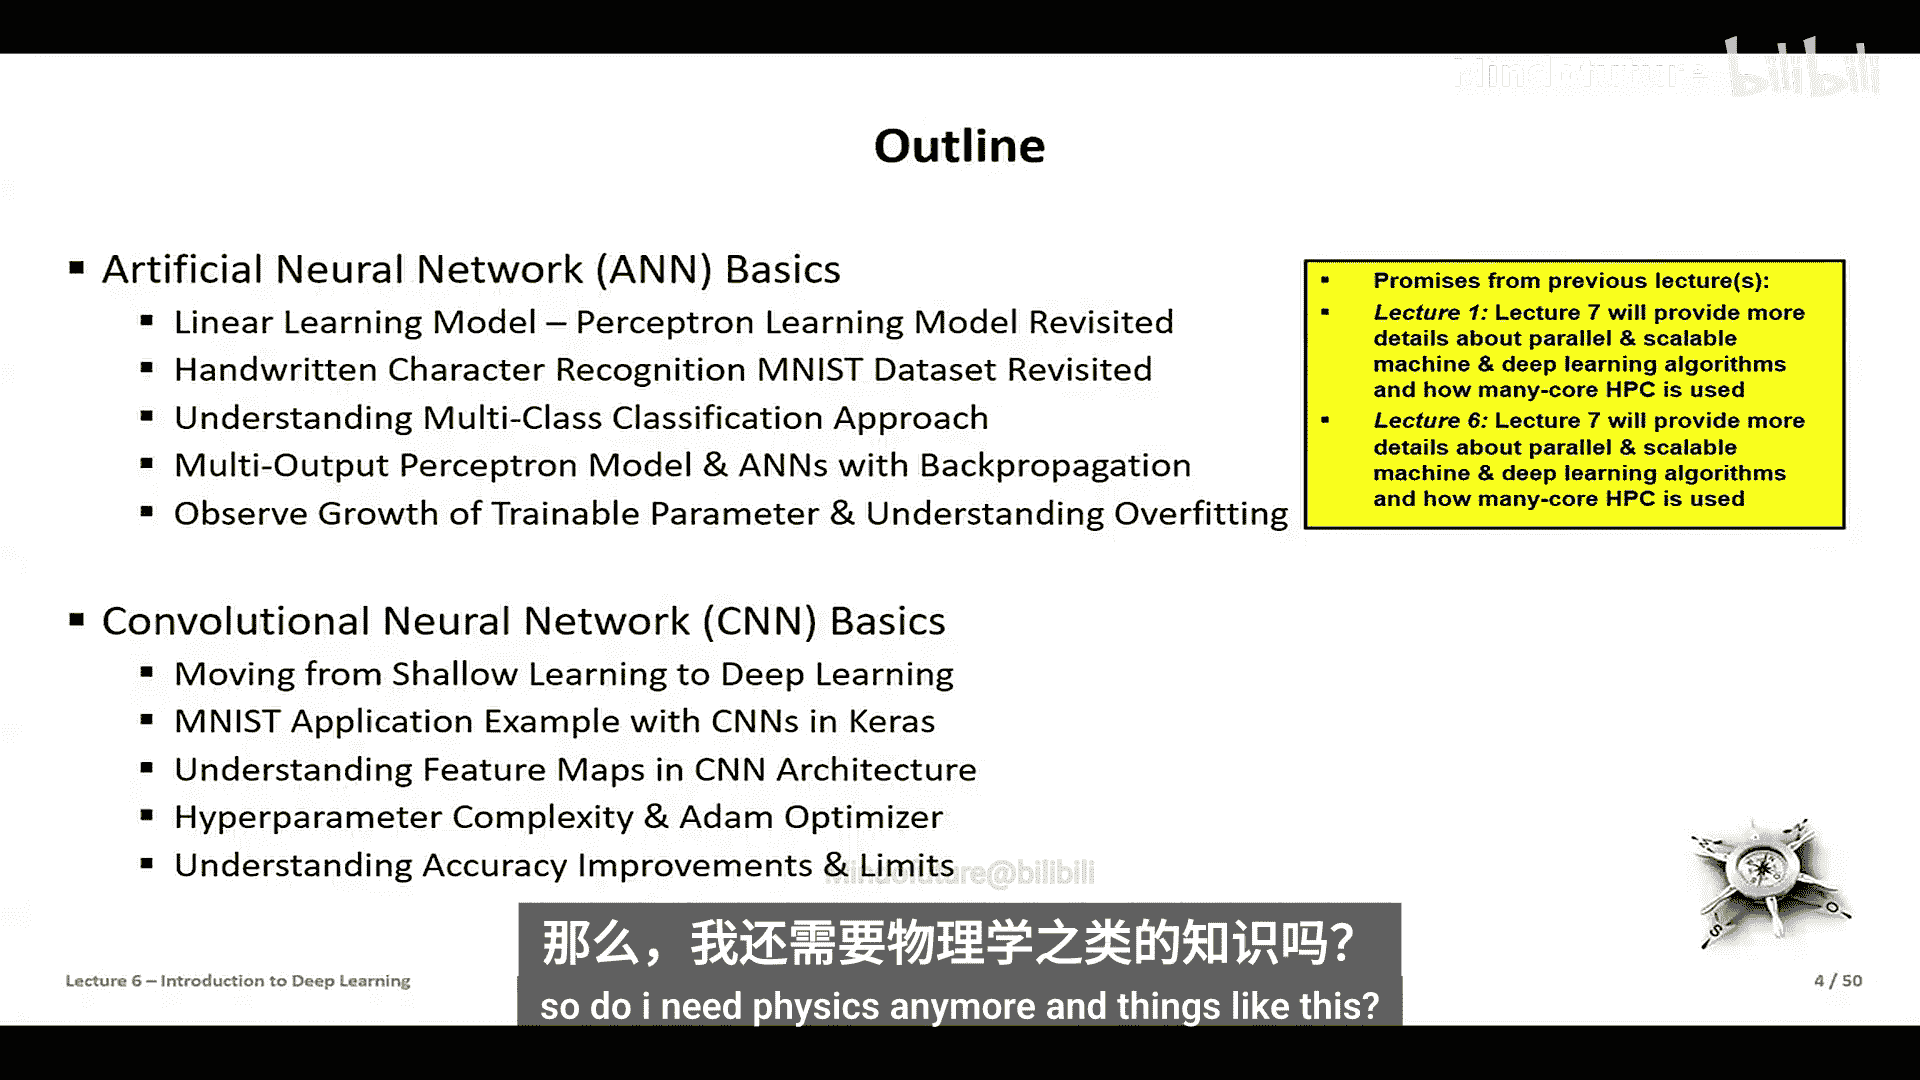 bilibili
Outline
▪ Artificial Neural Network (ANN) Basics
▪ Linear Learning Model – Perceptron Learning Model Revisited
▪ Handwritten Character Recognition MNIST Dataset Revisited
▪ Understanding Multi-Class Classification Approach
▪ Multi-Output Perceptron Model & ANNs with Backpropagation
▪ Observe Growth of Trainable Parameter & Understanding Overfitting
▪ Promises from previous lecture(s):
▪ Lecture 1: Lecture 7 will provide more
details about parallel & scalable
machine & deep learning algorithms
and how many-core HPC is used
▪ Lecture 6: Lecture 7 will provide more
details about parallel & scalable
machine & deep learning algorithms
and how many-core HPC is used
▪ Convolutional Neural Network (CNN) Basics
▪ Moving from Shallow Learning to Deep Learning
▪ MNIST Application Example with CNNs in Keras
▪ Understanding Feature Maps in CNN Architecture
▪ Hyperparameter Complexity & Adam Optimizer
▪ Understanding Accuracy Improvements & Limits
那么，我还需要物理学之类的知识吗？
so do i need physics anymore and things like this?
Lecture 6 – Introduction to Deep Learning
4 / 50